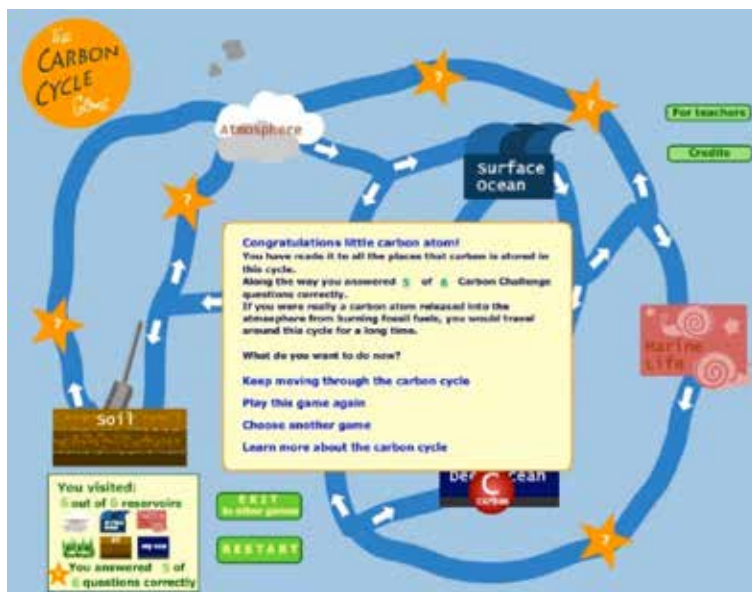 The
CARBON
CYCLE
Game
Atmosphere
Surface
Ocean
For teachers
Credits
?
?
?
?
?
Congratulations little carbon atom!
You have made it to all the places that carbon is stored in
this cycle.
Along the way you answered 5 of 6 Carbon Challenge
questions correctly.
If you were really a carbon atom released into the
atmosphere from burning fossil fuels, you would travel
around this cycle for a long time.
What do you want to do now?
Keep moving through the carbon cycle
Play this game again
Choose another game
Learn more about the carbon cycle
Marine
Life
Soil
Deep Ocean
C
carbon
You visited:
6 out of 6 reservoirs
You answered 5 of
6 questions correctly
EXIT
to other games
RESTART